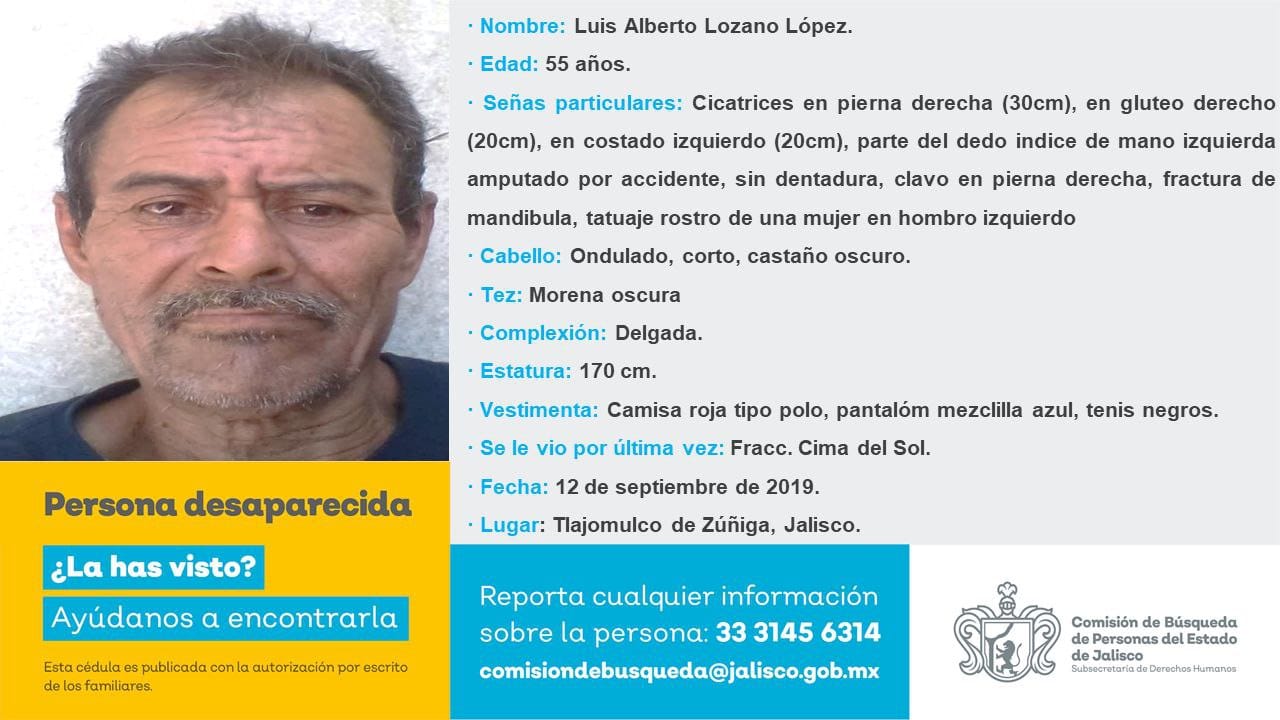 · Nombre: Luis Alberto Lozano López.
· Edad: 55 años.
· Señas particulares: Cicatrices en pierna derecha (30cm), en gluteo derecho
(20cm), en costado izquierdo (20cm), parte del dedo indice de mano izquierda
amputado por accidente, sin dentadura, clavo en pierna derecha, fractura de
mandibula, tatuaje rostro de una mujer en hombro izquierdo
· Cabello: Ondulado, corto, castaño oscuro.
· Tez: Morena oscura
· Complexión: Delgada.
· Estatura: 170 cm.
· Vestimenta: Camisa roja tipo polo, pantalóm mezclilla azul, tenis negros.
· Se le vio por última vez: Fracc. Cima del Sol.
· Fecha: 12 de septiembre de 2019.
· Lugar: Tlajomulco de Zúñiga, Jalisco.
Persona desaparecida
¿La has visto?
Ayúdanos a encontrarla
Esta cédula es publicada con la autorización por escrito
de los familiares.
Reporta cualquier información
sobre la persona: 33 3145 6314
comisiondebusqueda@jalisco.gob.mx
Comisión de Búsqueda
de Personas del Estado
de Jalisco
Subsecretaría de Derechos Humanos